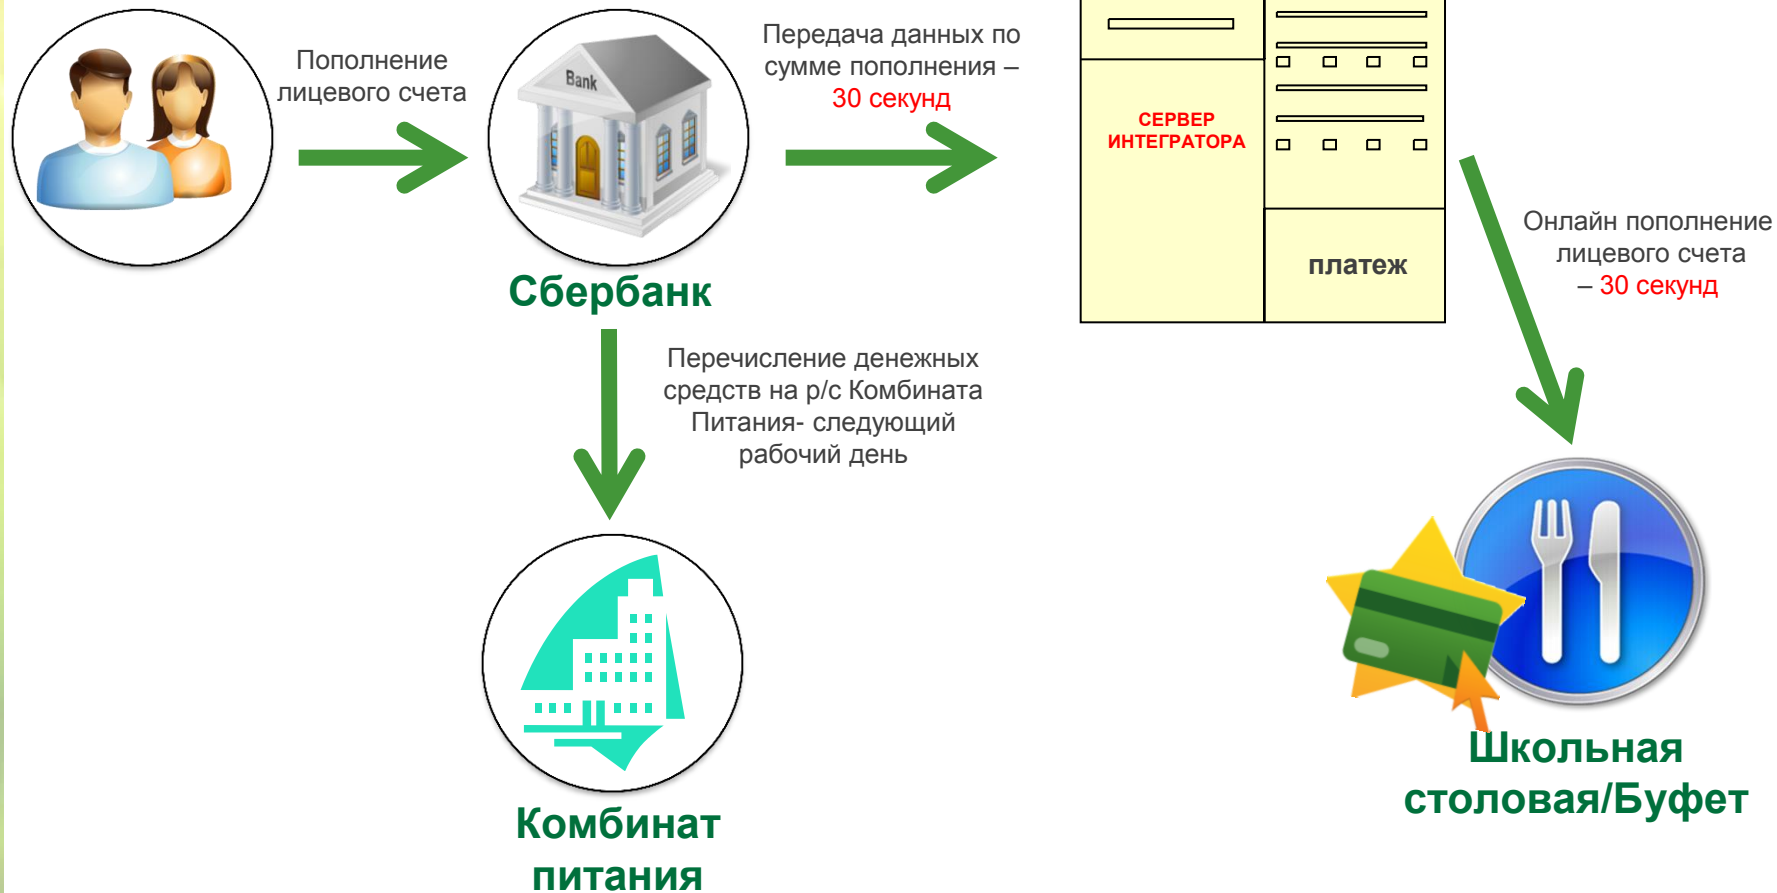 Пополнение
лицевого счета
Bank
Передача данных по
сумме пополнения –
30 секунд
СЕРВЕР
ИНТЕГРАТОРА
платеж
Онлайн пополнение
лицевого счета
– 30 секунд
Сбербанк
Перечисление денежных
средств на р/с Комбината
Питания- следующий
рабочий день
Комбинат
питания
Школьная
столовая/Буфет